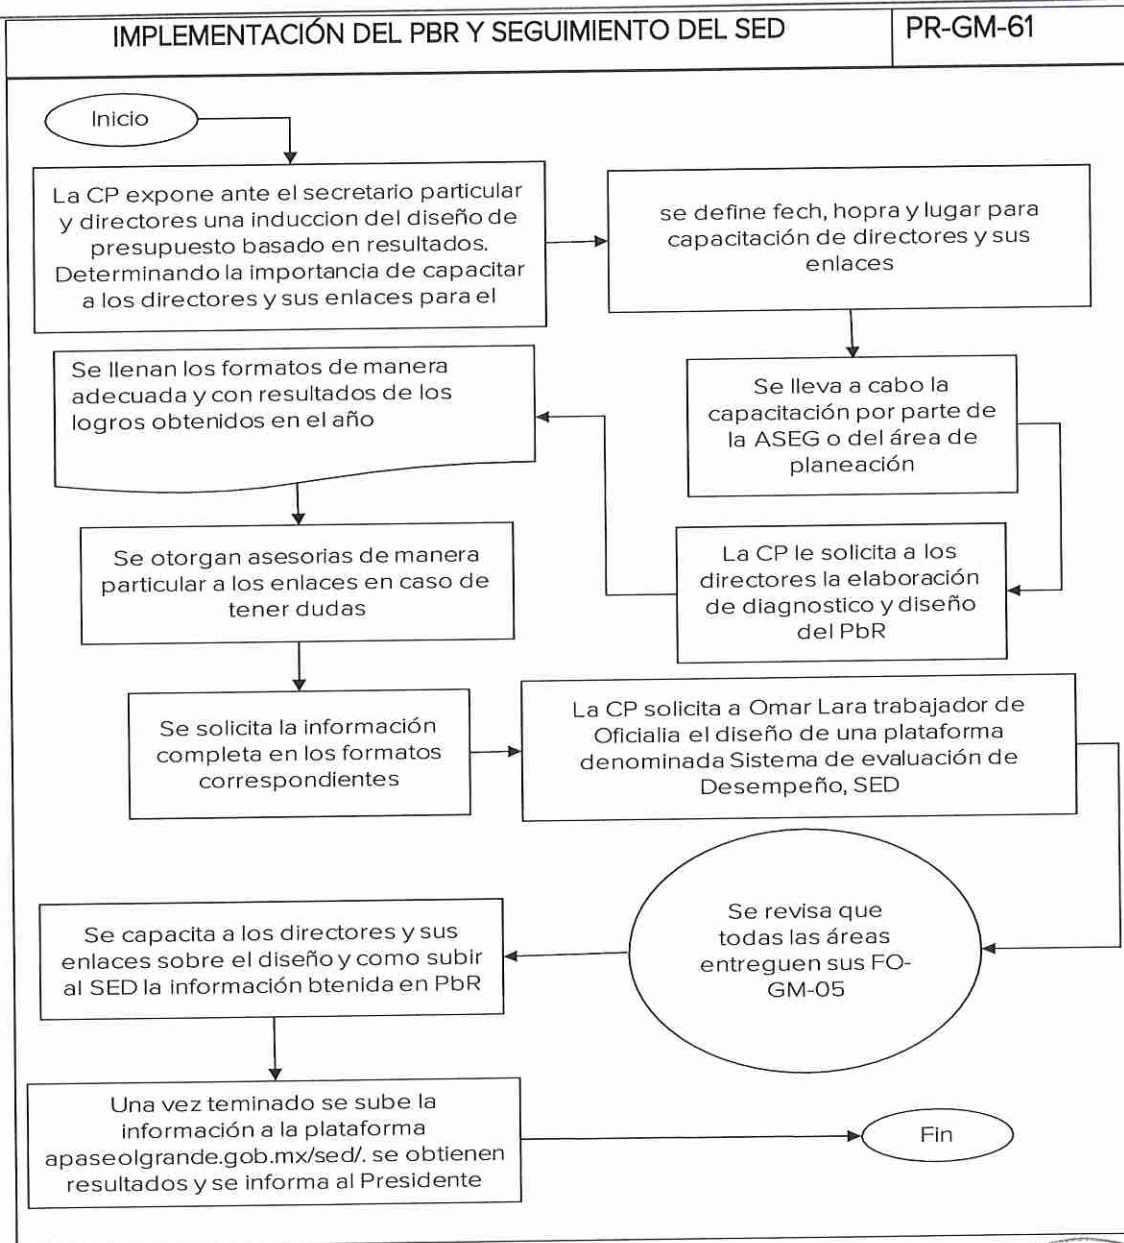 IMPLEMENTACIÓN DEL PBR Y SEGUIMIENTO DEL SED
PR-GM-61
Inicio
La CP expone ante el secretario particular
y directores una induccion del diseño de
presupuesto basado en resultados.
Determinando la importancia de capacitar
a los directores y sus enlaces para el
se define fech, hopra y lugar para
capacitación de directores y sus
enlaces
Se lleva a cabo la
capacitación por parte de
la ASEG o del área de
planeación
La CP le solicita a los
directores la elaboración
de diagnostico y diseño
del PbR
Se llenan los formatos de manera
adecuada y con resultados de los
logros obtenidos en el año
Se otorgan asesorias de manera
particular a los enlaces en caso de
tener dudas
Se solicita la información
completa en los formatos
correspondientes
La CP solicita a Omar Lara trabajador de
Oficialia el diseño de una plataforma
denominada Sistema de evaluación de
Desempeño, SED
Se revisa que
todas las áreas
entreguen sus FO-
GM-05
Se capacita a los directores y sus
enlaces sobre el diseño y como subir
al SED la información btenida en PbR
Una vez teminado se sube la
información a la plataforma
apaseolgrande.gob.mx/sed/. se obtienen
resultados y se informa al Presidente
Fin